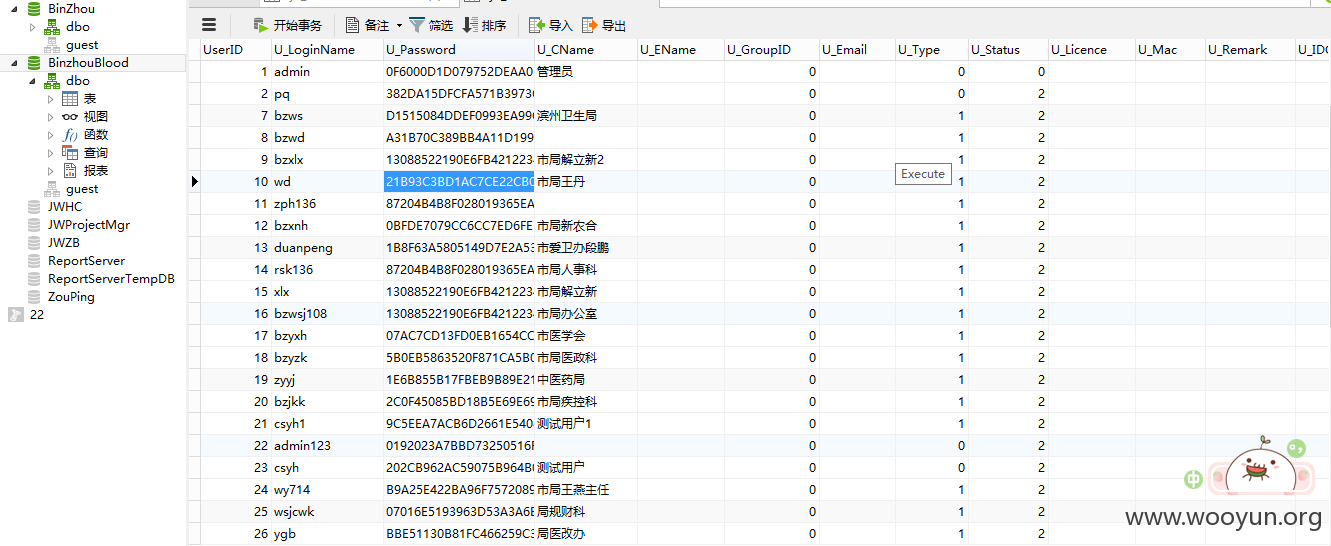 BinZhou
dbo
guest
BinzhouBlood
dbo
表
视图
函数
查询
报表
guest
JWHC
JWProjectMgr
JWZB
ReportServer
ReportServerTempDB
ZouPing
22
开始事务 备注 筛选 排序 导入 导出
UserID U_LoginName U_Password U_CName U_EName U_GroupID U_Email U_Type U_Status U_Licence U_Mac U_Remark U_IDC
1 admin 0F6000D1D079752DEAA0 管理员 0 0 0
2 pq 382DA15DFCFA571B3973 0 0 2
7 bzws D1515084DDEF0993EA99 滨州卫生局 0 1 2
8 bzwd A31B70C389BB4A11D199 0 1 2
9 bzxlx 13088522190E6FB421223 市局解立新2 0 1 2
10 wd 21B93C3BD1AC7CE22CB0 市局王丹 0 1 2
Execute
11 zph136 87204B4B8F028019365EA 0 1 2
12 bzxnh 0BFDE7079CC6CC7ED6FE 市局新农合 0 1 2
13 duanpeng 1B8F63A5805149D7E2A53 市爱卫办段鹏 0 1 2
14 rsk136 87204B4B8F028019365EA 市局人事科 0 1 2
15 xlx 13088522190E6FB421223 市局解立新 0 1 2
16 bzwsj108 13088522190E6FB421223 市局办公室 0 1 2
17 bzyxh 07AC7CD13FD0EB1654CC 市医学会 0 1 2
18 bzyzk 5B0EB5863520F871CA5B 市局医政科 0 1 2
19 zyyj 1E6B855B17FBEB9B89E21 中医药局 0 1 2
20 bzjkk 2C0F45085BD18B5E69E69 市局疾控科 0 1 2
21 csyh1 9C5EEA7ACB6D2661E540 测试用户1 0 1 2
22 admin123 0192023A7BBD73250516 0 0 2
23 csyh 202CB962AC59075B964B 测试用户 0 0 2
24 wy714 B9A25E422BA96F7572089 市局王燕主任 0 1 2
25 wsjcwk 07016E5193963D53A3A6 局规财科 0 1 2
26 ygb BBE51130B81FC466259C3 局医改办 0 1 2
中
www.wooyun.org